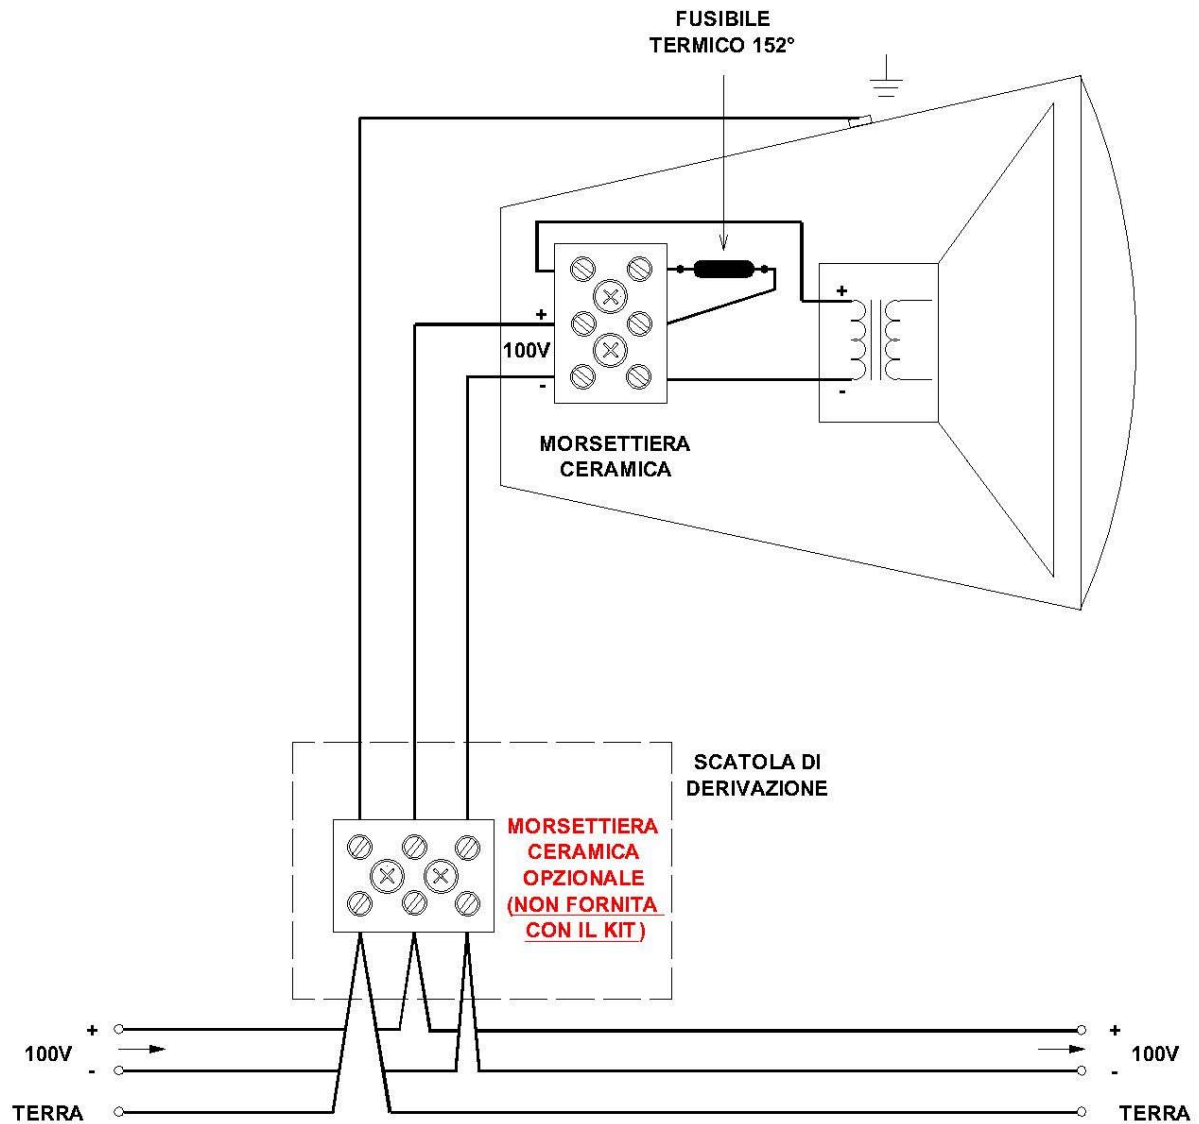 FUSIBILE
TERMICO 152°
+
100V
-
+
-
MORSETTIERA
CERAMICA
SCATOLA DI
DERIVAZIONE
MORSETTIERA
CERAMICA
OPZIONALE
(NON FORNITA
CON IL KIT)
+
100V
-
TERRA
+
100V
-
TERRA